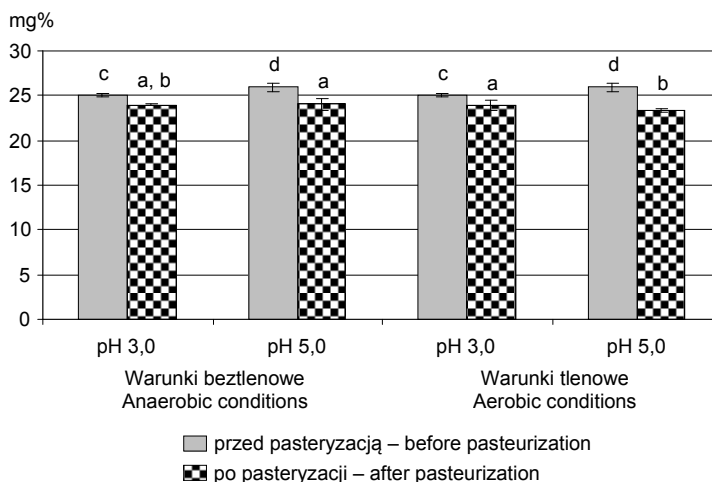 mg%
30
c
a, b
d
a
c
a
d
b
25
20
15
10
5
0
pH 3,0
pH 5,0
pH 3,0
pH 5,0
Warunki beztlenowe
Anaerobic conditions
Warunki tlenowe
Aerobic conditions
przed pasteryzacją – before pasteurization
po pasteryzacji – after pasteurization